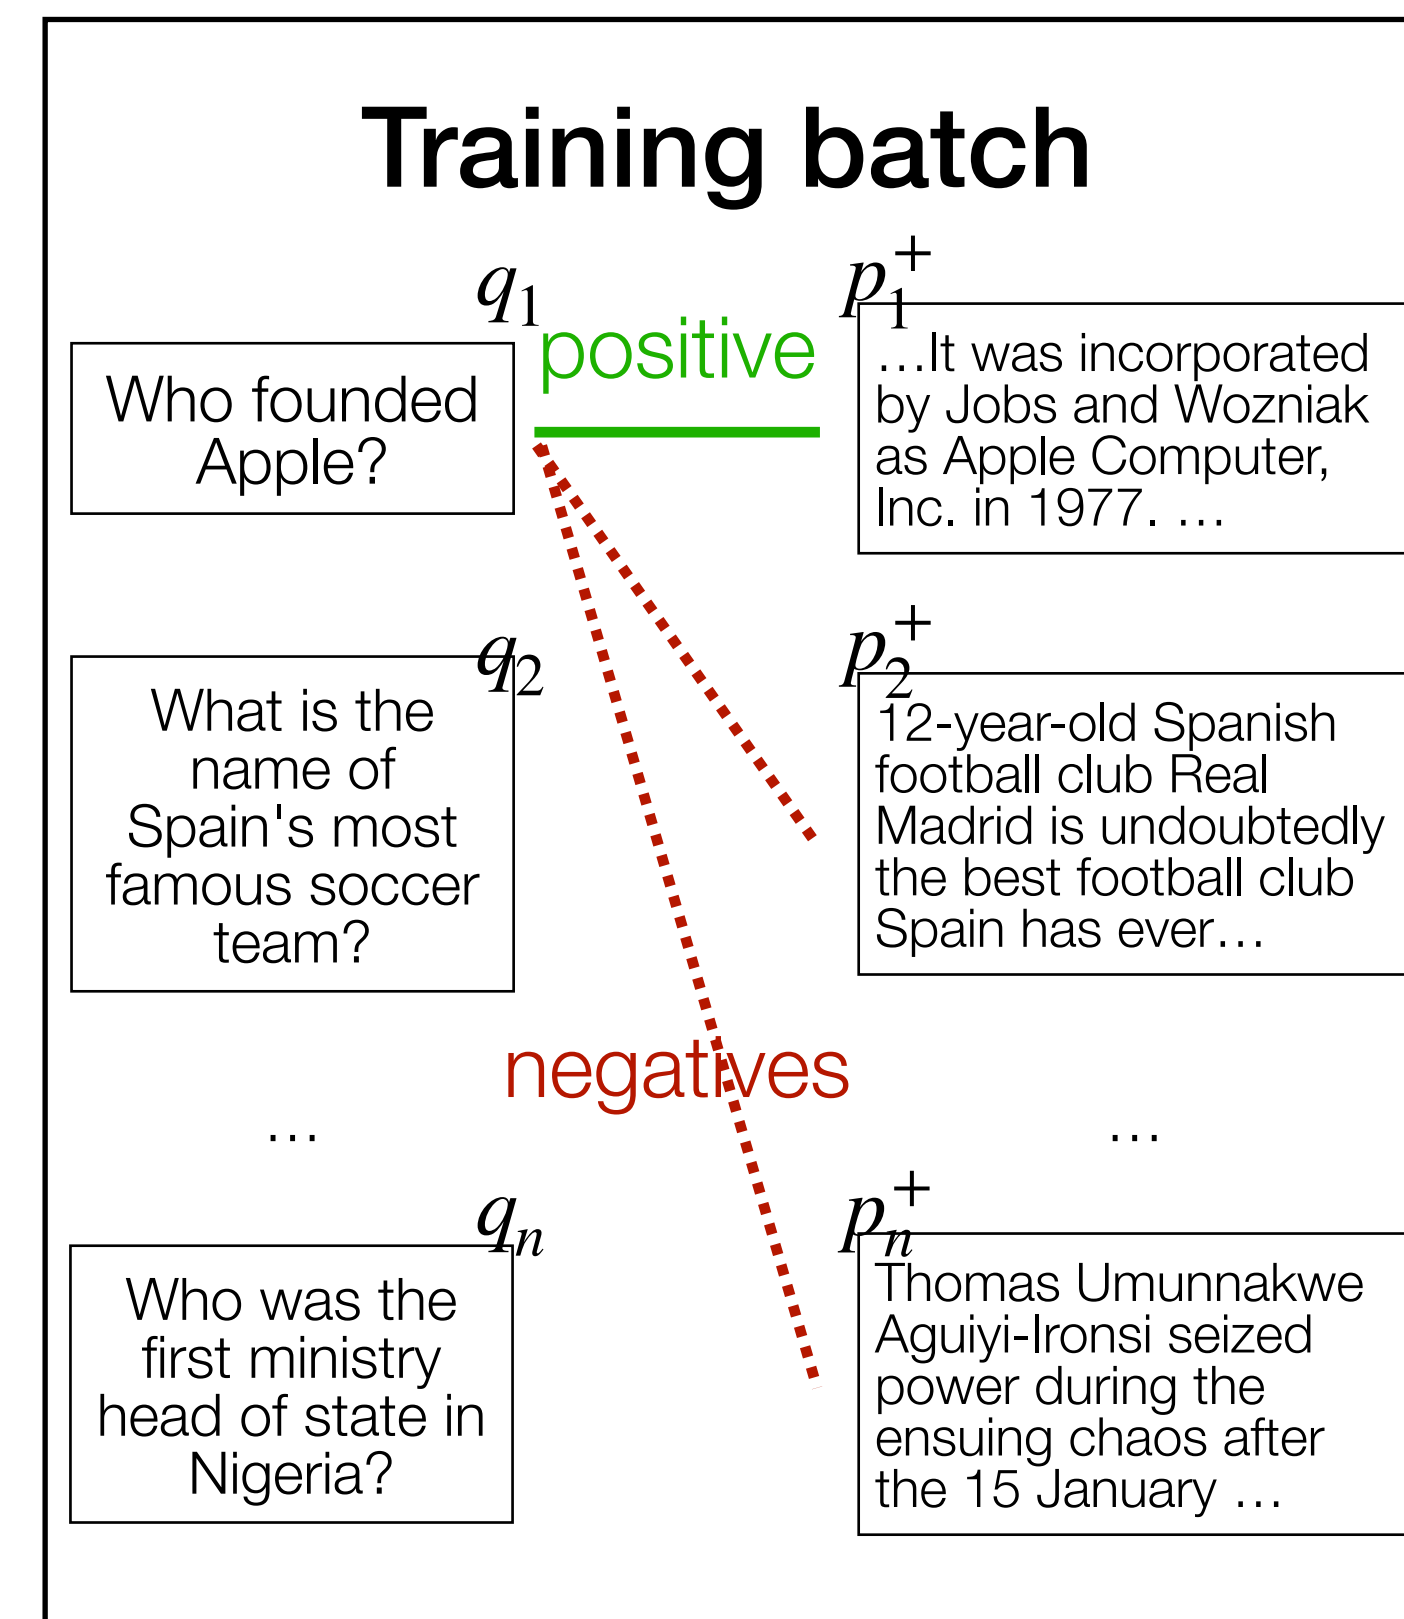 Training batch
q₁
p₁⁺
positive
Who founded
Apple?
…It was incorporated
by Jobs and Wozniak
as Apple Computer,
Inc. in 1977. …
q₂
p₂⁺
What is the
name of
Spain's most
famous soccer
team?
12-year-old Spanish
football club Real
Madrid is undoubtedly
the best football club
Spain has ever…
negatives
…
…
qₙ
pₙ⁺
Who was the
first ministry
head of state in
Nigeria?
Thomas Umunnakwe
Aguiyi-Ironsi seized
power during the
ensuing chaos after
the 15 January …